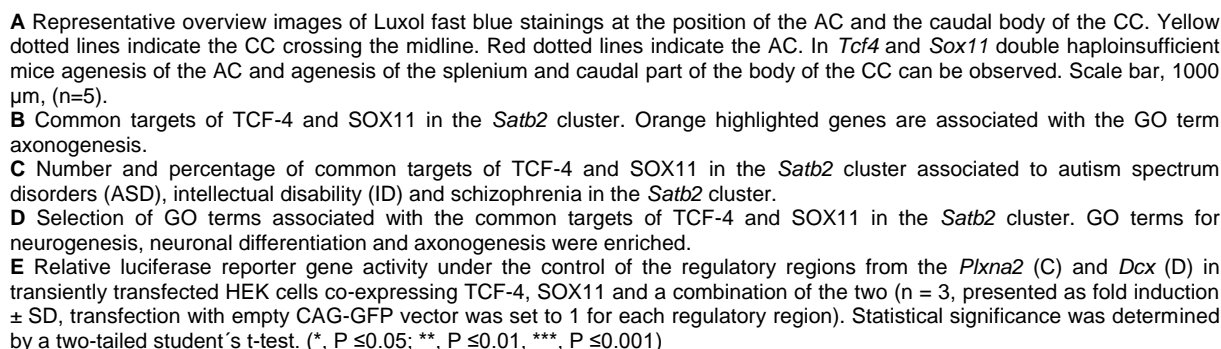 A Representative overview images of Luxol fast blue stainings at the position of the AC and the caudal body of the CC. Yellow
dotted lines indicate the CC crossing the midline. Red dotted lines indicate the AC. In Tcf4 and Sox11 double haploinsufficient
mice agenesis of the AC and agenesis of the splenium and caudal part of the body of the CC can be observed. Scale bar, 1000
µm, (n=5).
B Common targets of TCF-4 and SOX11 in the Satb2 cluster. Orange highlighted genes are associated with the GO term
axonogenesis.
C Number and percentage of common targets of TCF-4 and SOX11 in the Satb2 cluster associated to autism spectrum
disorders (ASD), intellectual disability (ID) and schizophrenia in the Satb2 cluster.
D Selection of GO terms associated with the common targets of TCF-4 and SOX11 in the Satb2 cluster. GO terms for
neurogenesis, neuronal differentiation and axonogenesis were enriched.
E Relative luciferase reporter gene activity under the control of the regulatory regions from the Plxna2 (C) and Dcx (D) in
transiently transfected HEK cells co-expressing TCF-4, SOX11 and a combination of the two (n = 3, presented as fold induction
± SD, transfection with empty CAG-GFP vector was set to 1 for each regulatory region). Statistical significance was determined
by a two-tailed student´s t-test. (*, P ≤0.05; **, P ≤0.01, ***, P ≤0.001)